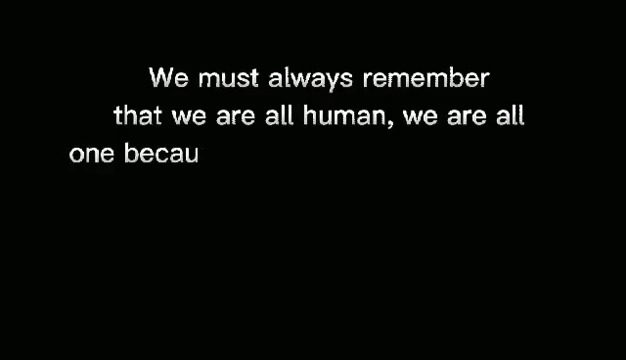 We must always remember
that we are all human, we are all
one becau